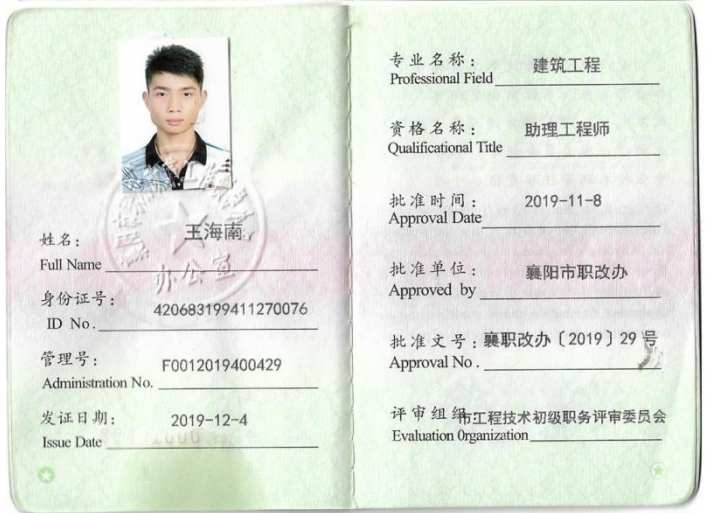 姓名：王海南
Full Name
身份证号：420683199411270076
ID No.
管理号：F0012019400429
Administration No.
发证日期：2019-12-4
Issue Date
办公室
专业名称：建筑工程
Professional Field
资格名称：助理工程师
Qualificational Title
批准时间：2019-11-8
Approval Date
批准单位：襄阳市职改办
Approved by
批准文号：襄职改办〔2019〕29号
Approval No.
评审组织市工程技术初级职务评审委员会
Evaluation Organization